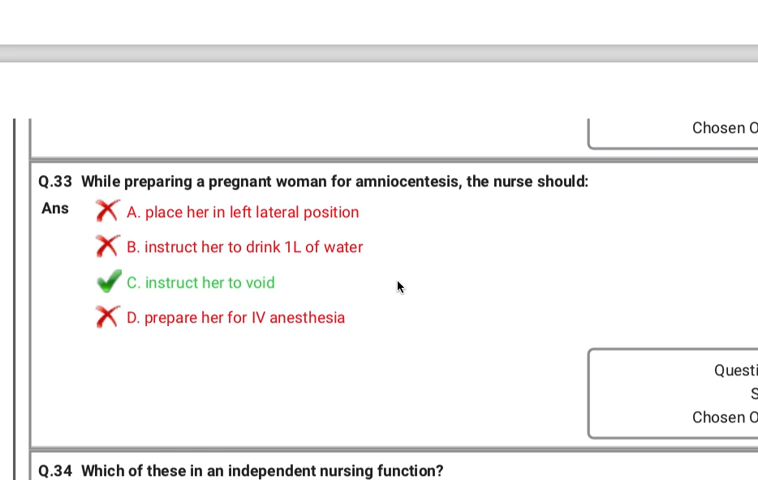 Chosen O
Q.33 While preparing a pregnant woman for amniocentesis, the nurse should:
Ans A. place her in left lateral position
B. instruct her to drink 1L of water
C. instruct her to void
D. prepare her for IV anesthesia
Questi
S
Chosen O
Q.34 Which of these in an independent nursing function?